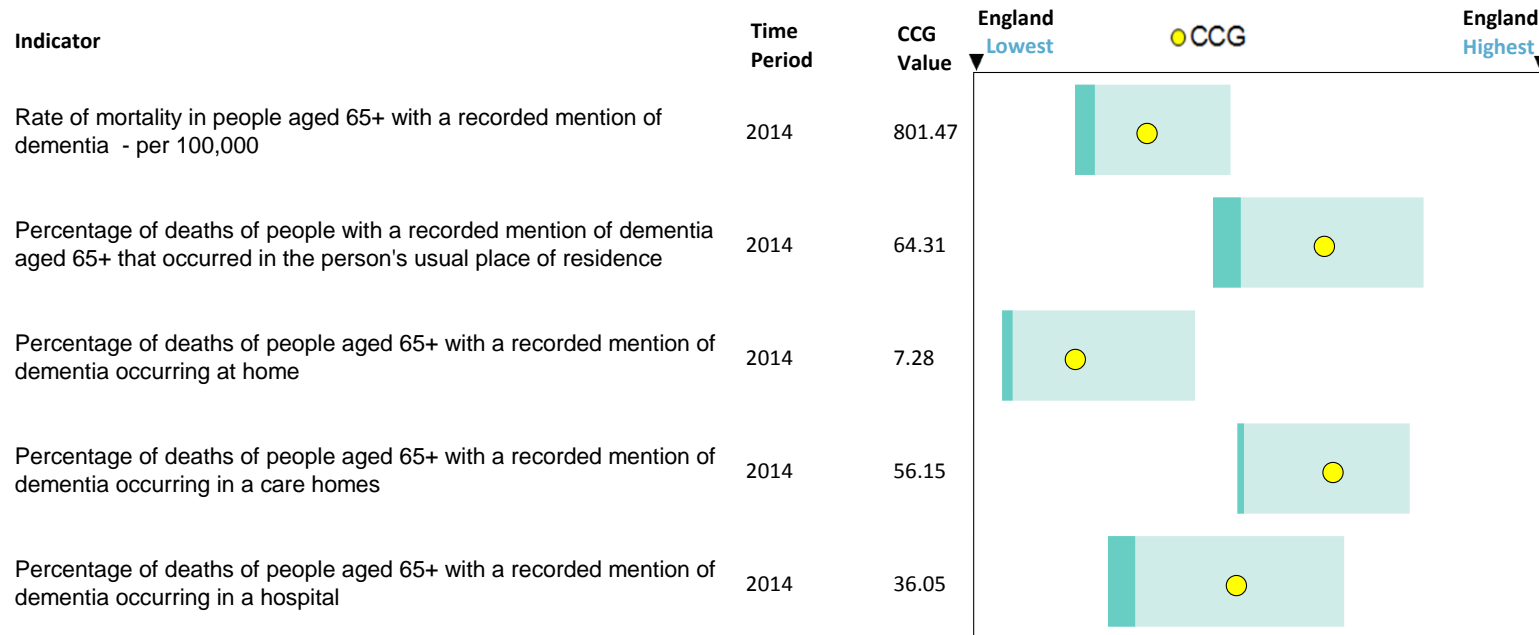 Indicator
Time Period
CCG Value
England
Lowest
CCG
England
Highest
Rate of mortality in people aged 65+ with a recorded mention of
dementia - per 100,000
2014
801.47
Percentage of deaths of people with a recorded mention of dementia
aged 65+ that occurred in the person's usual place of residence
2014
64.31
Percentage of deaths of people aged 65+ with a recorded mention of
dementia occurring at home
2014
7.28
Percentage of deaths of people aged 65+ with a recorded mention of
dementia occurring in a care homes
2014
56.15
Percentage of deaths of people aged 65+ with a recorded mention of
dementia occurring in a hospital
2014
36.05